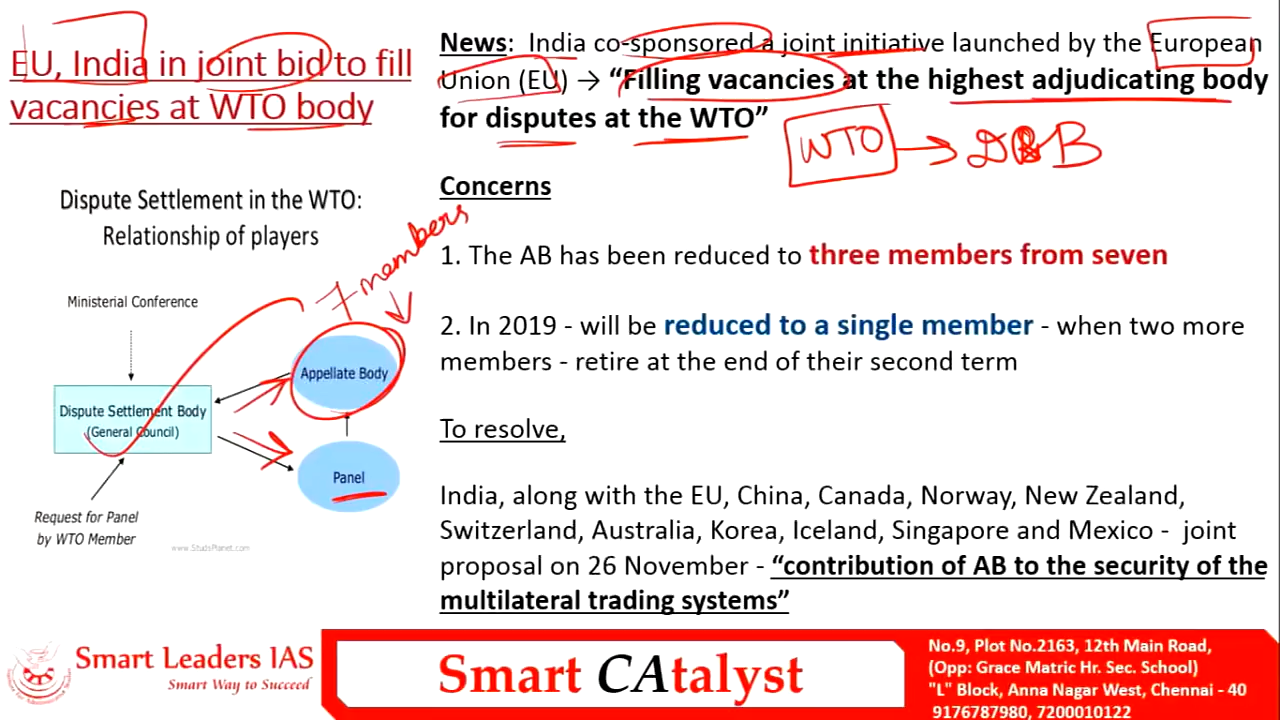 EU, India in joint bid to fill
vacancies at WTO body
News: India co-sponsored a joint initiative launched by the European
Union (EU) → “Filling vacancies at the highest adjudicating body
for disputes at the WTO”
WTO → DSB
Concerns
1. The AB has been reduced to three members from seven
2. In 2019 - will be reduced to a single member - when two more
members - retire at the end of their second term
To resolve,
India, along with the EU, China, Canada, Norway, New Zealand,
Switzerland, Australia, Korea, Iceland, Singapore and Mexico - joint
proposal on 26 November - “contribution of AB to the security of the
multilateral trading systems”
Dispute Settlement in the WTO:
Relationship of players
7 members
Ministerial Conference
Appellate Body
Dispute Settlement Body
(General Council)
Panel
Request for Panel
by WTO Member
www.StudsPlanet.com
Smart Leaders IAS
Smart Way to Succeed
Smart CAtalyst
No.9, Plot No.2163, 12th Main Road,
(Opp: Grace Matric Hr. Sec. School)
"L" Block, Anna Nagar West, Chennai - 40
9176787980, 7200010122